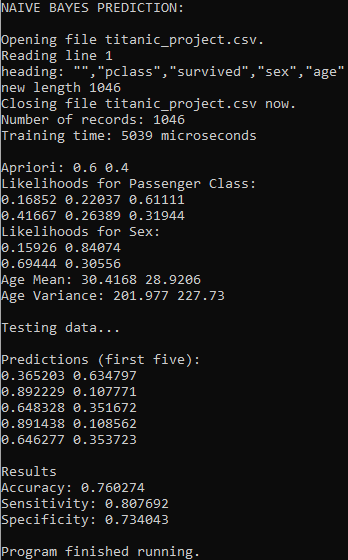 NAIVE BAYES PREDICTION:
Opening file titanic_project.csv.
Reading line 1
heading: "","pclass","survived","sex","age"
new length 1046
Closing file titanic_project.csv now.
Number of records: 1046
Training time: 5039 microseconds
Apriori: 0.6 0.4
Likelihoods for Passenger Class:
0.16852 0.22037 0.61111
0.41667 0.26389 0.31944
Likelihoods for Sex:
0.15926 0.84074
0.69444 0.30556
Age Mean: 30.4168 28.9206
Age Variance: 201.977 227.73
Testing data...
Predictions (first five):
0.365203 0.634797
0.892229 0.107771
0.648328 0.351672
0.891438 0.108562
0.646277 0.353723
Results
Accuracy: 0.760274
Sensitivity: 0.807692
Specificity: 0.734043
Program finished running.